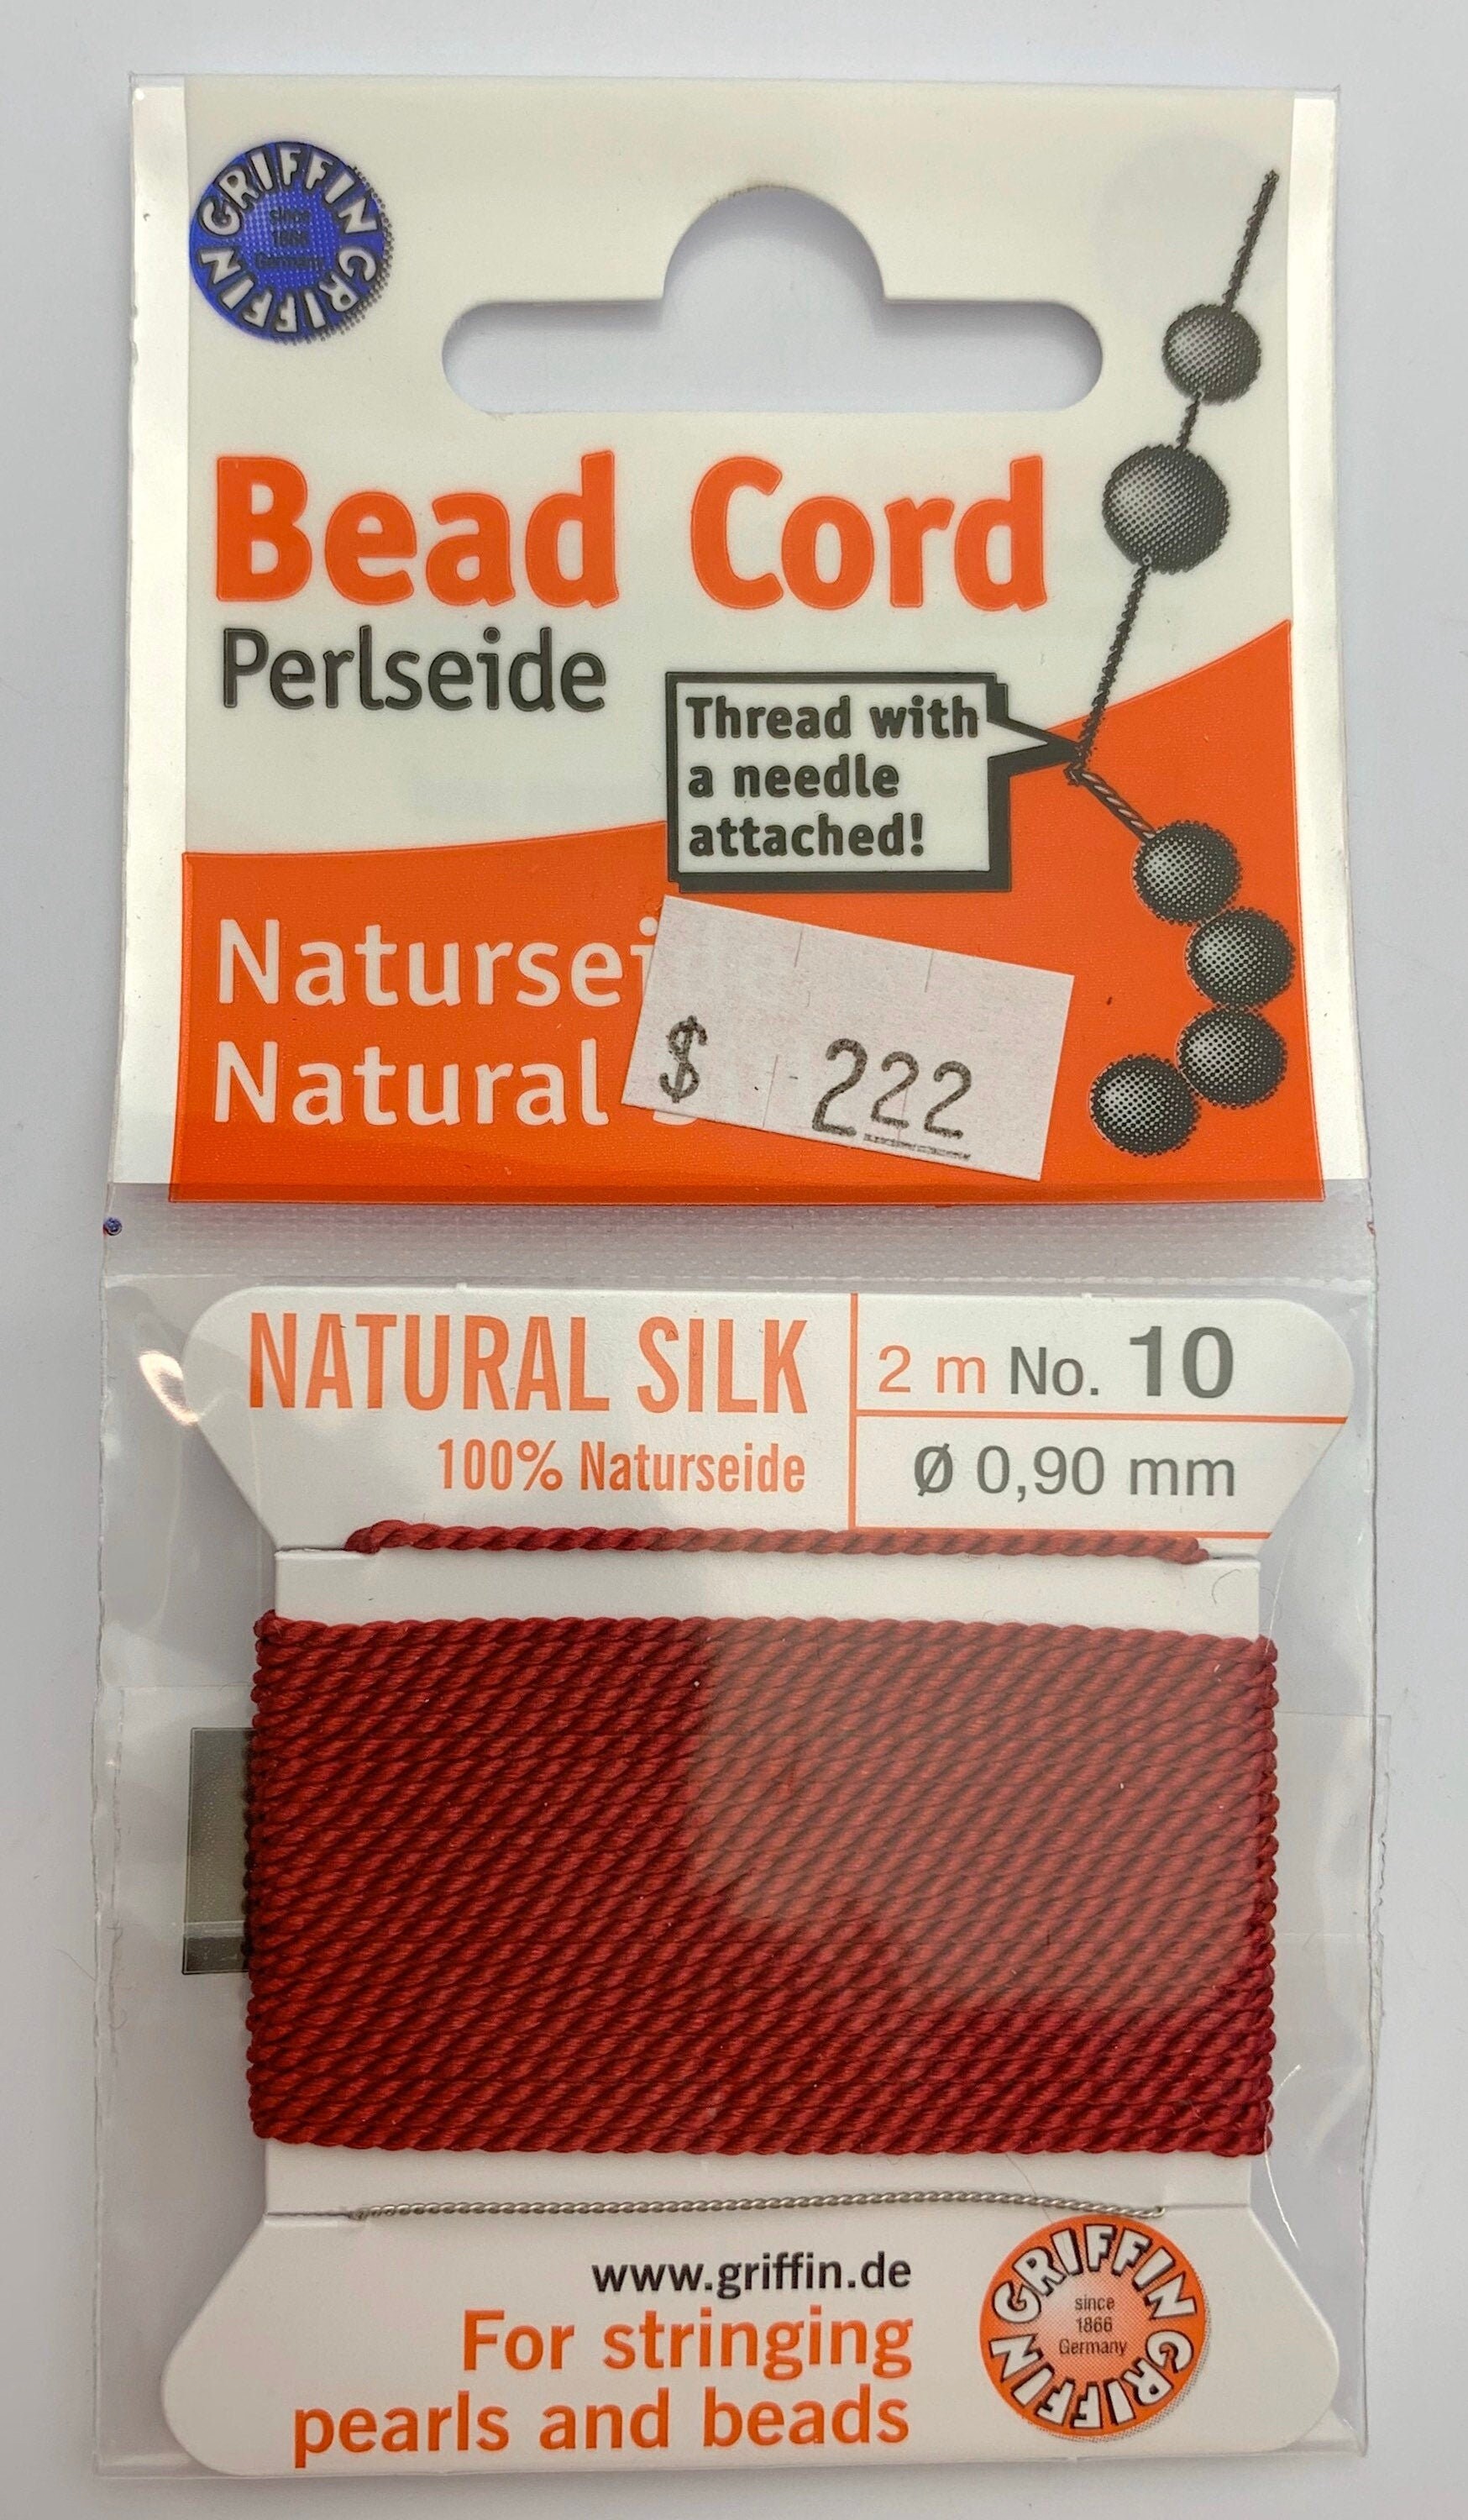 GRIFFIN GRIFFIN
since
1866
Germany
Bead Cord
Perlseide
Thread with
a needle
attached!
Natursei
Natural
$ 222
NATURAL SILK
100% Naturseide
2 m No. 10
Ø 0,90 mm
www.griffin.de
For stringing
pearls and beads
GRIFFIN GRIFFIN
since
1866
Germany